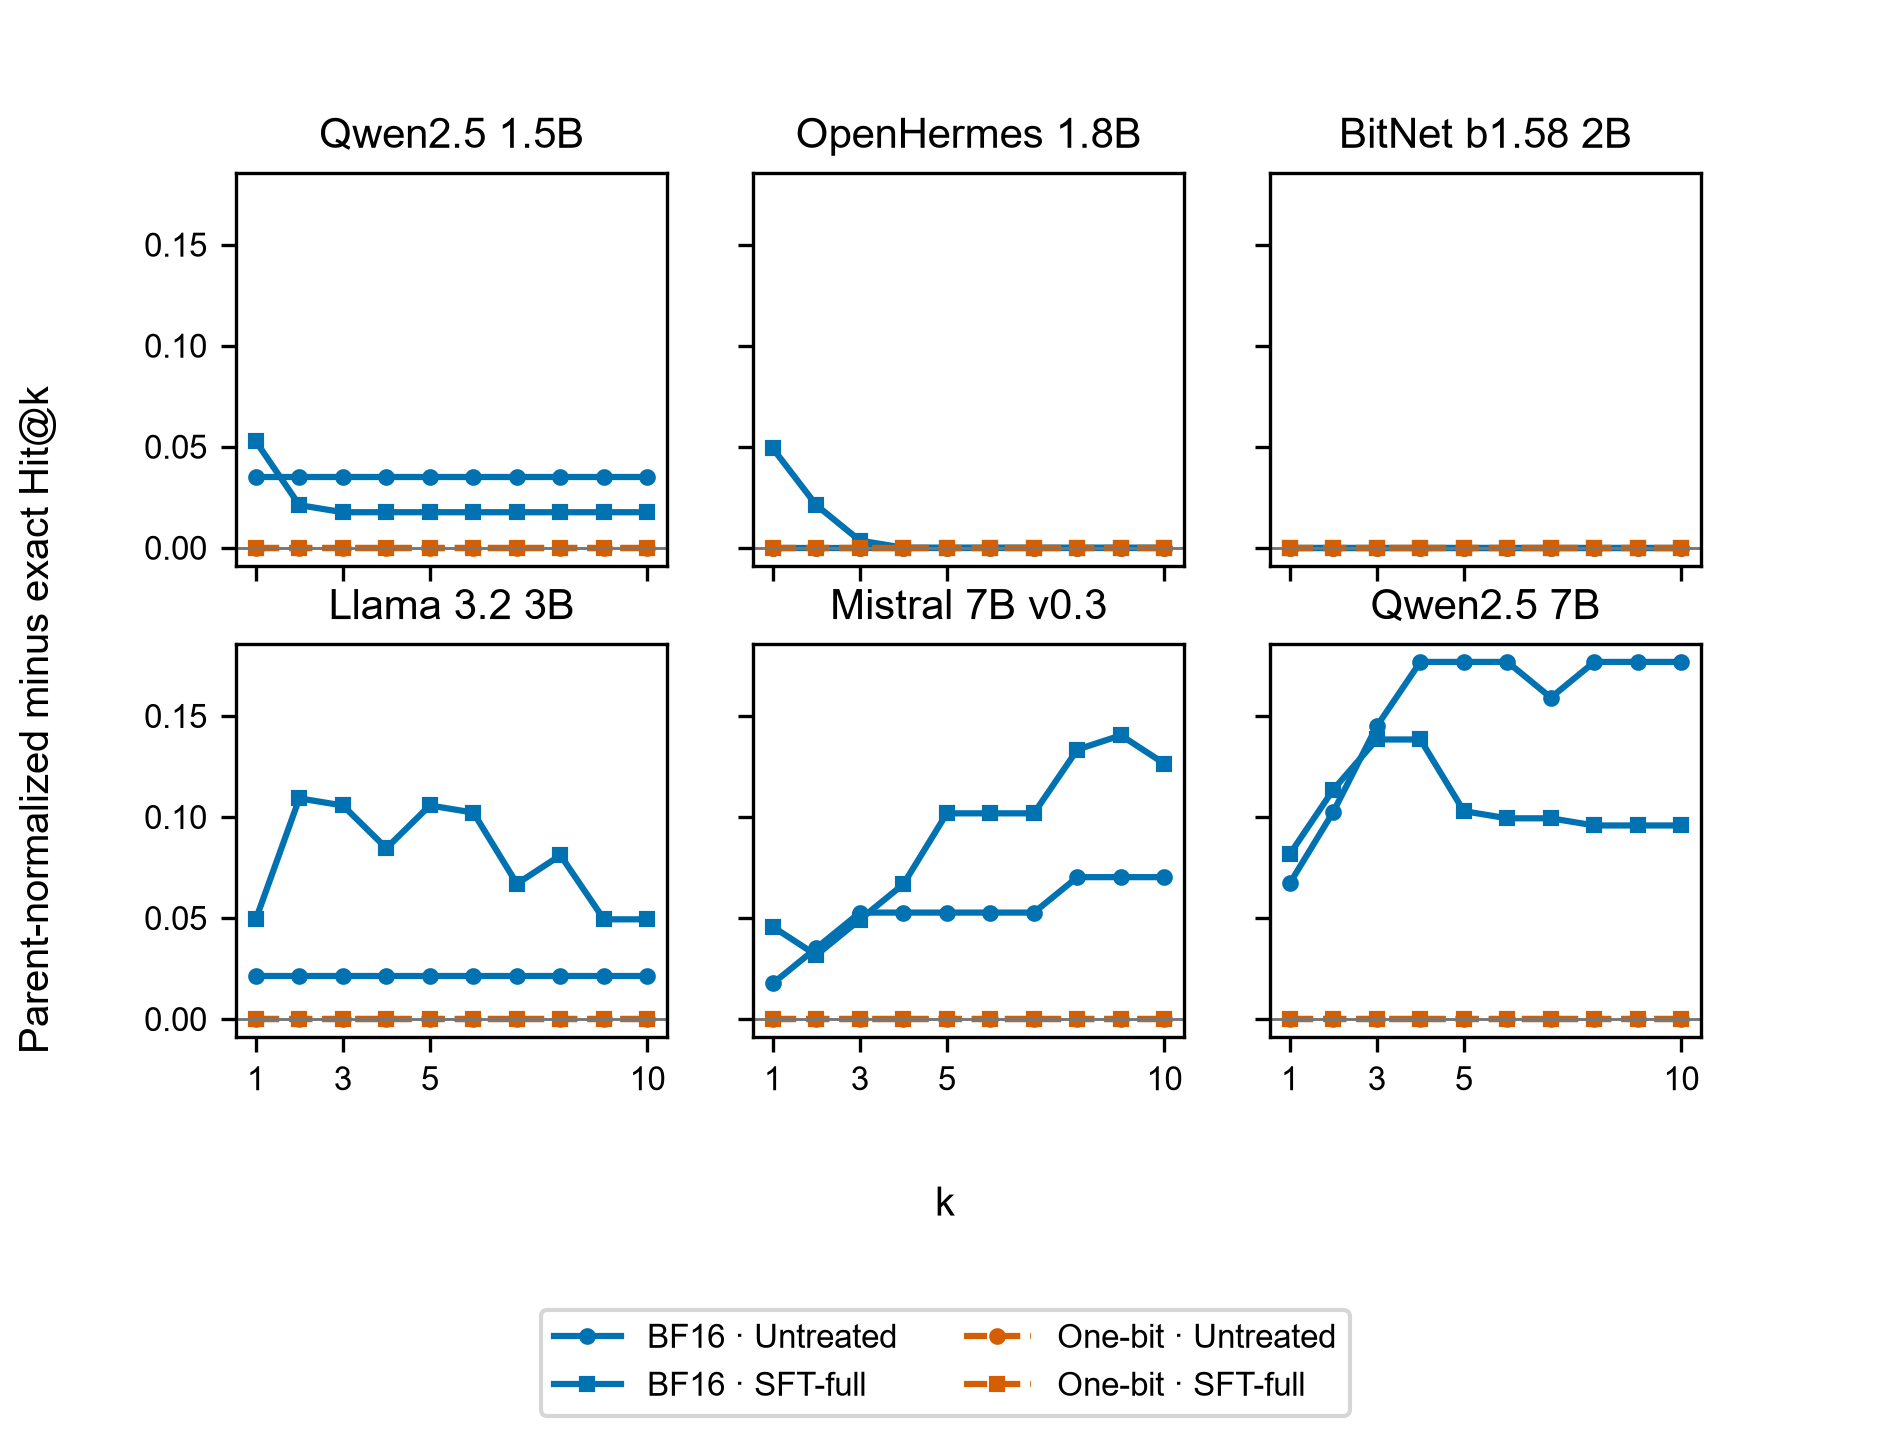 Qwen2.5 1.5B
OpenHermes 1.8B
BitNet b1.58 2B
0.15
0.10
0.05
0.00
Parent-normalized minus exact Hit@k
Llama 3.2 3B
Mistral 7B v0.3
Qwen2.5 7B
0.15
0.10
0.05
0.00
1 3 5 10
1 3 5 10
1 3 5 10
k
BF16 · Untreated
BF16 · SFT-full
One-bit · Untreated
One-bit · SFT-full